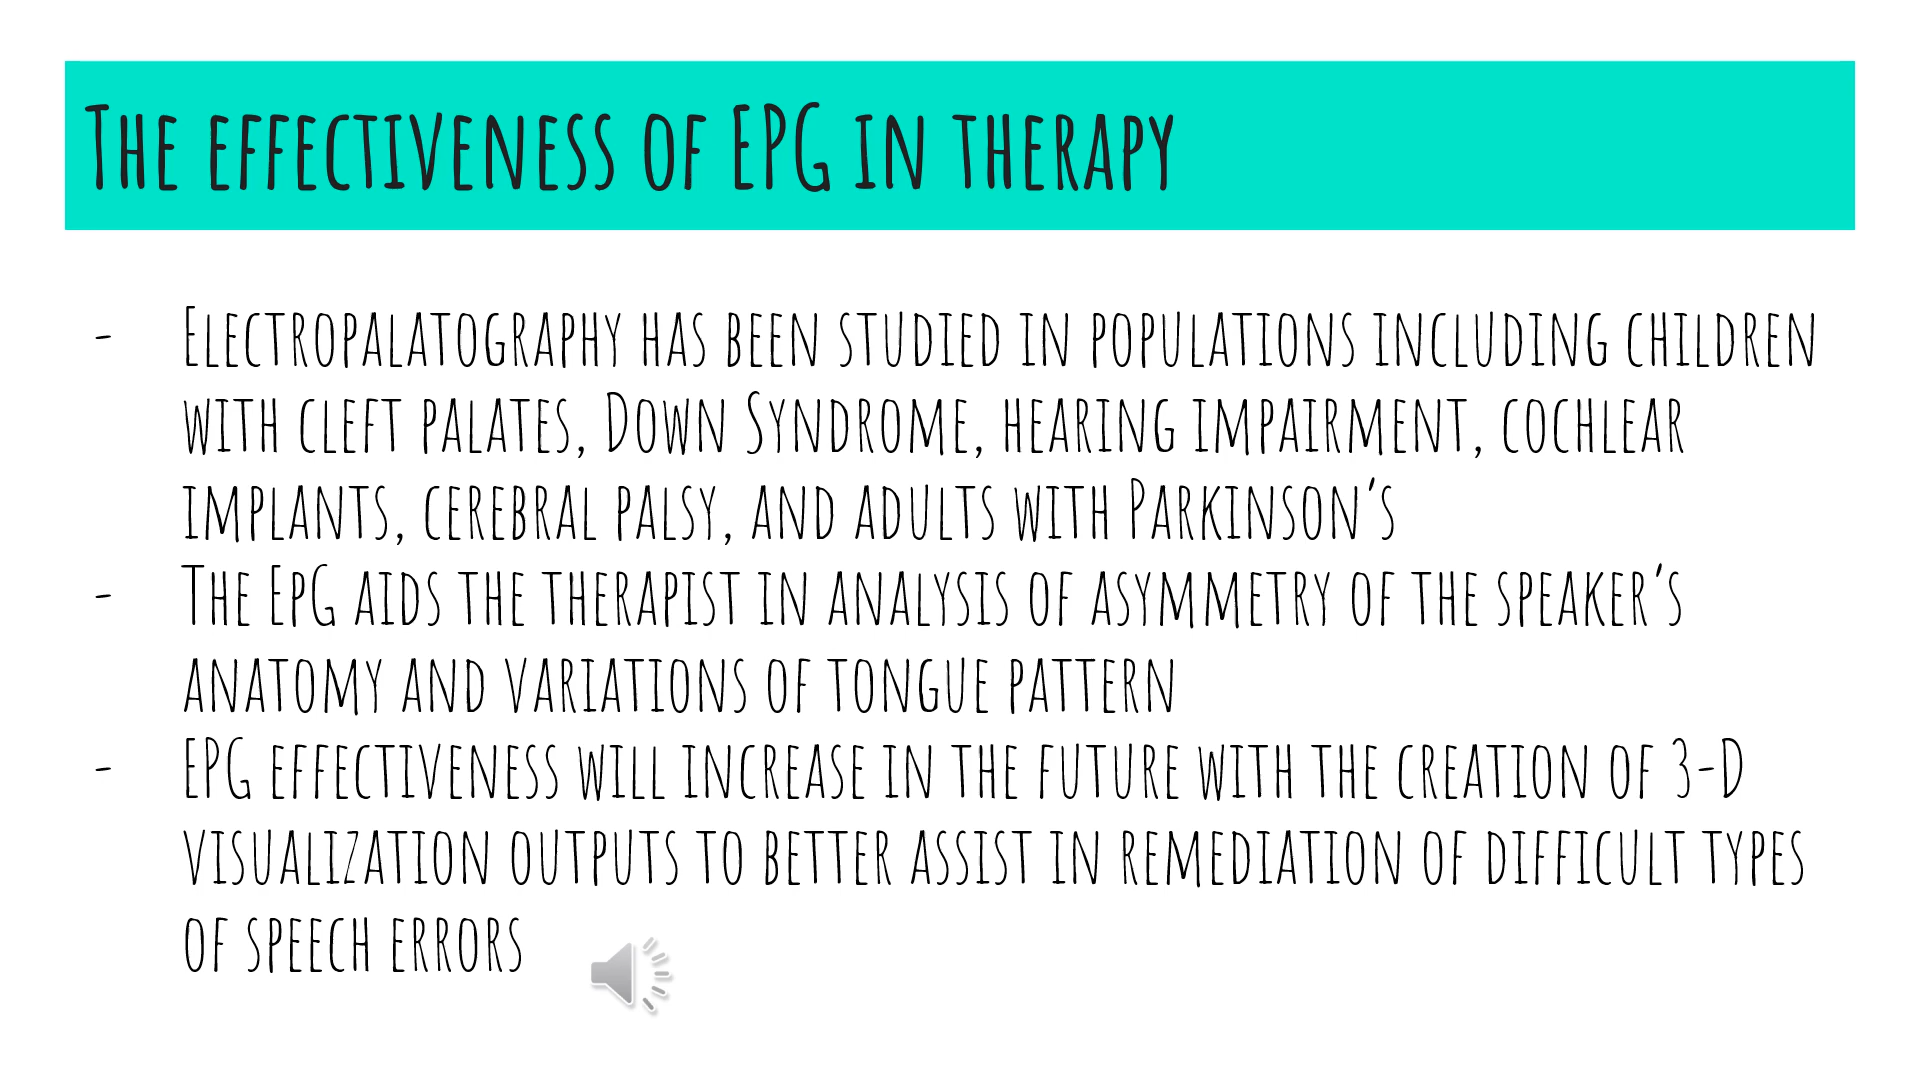 The effectiveness of EPG in therapy
- Electropalatography has been studied in populations including children
with cleft palates, Down Syndrome, hearing impairment, cochlear
implants, cerebral palsy, and adults with Parkinson’s
- The EpG aids the therapist in analysis of asymmetry of the speaker’s
anatomy and variations of tongue pattern
- EPG effectiveness will increase in the future with the creation of 3-D
visualization outputs to better assist in remediation of difficult types
of speech errors